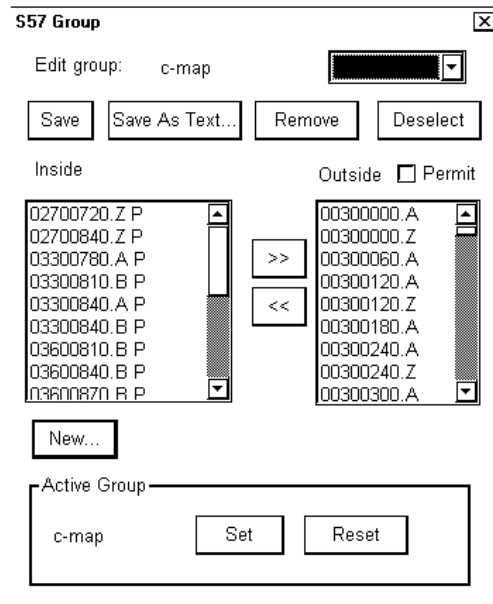 S57 Group
Edit group: c-map
Save Save As Text... Remove Deselect
Inside Outside Permit
02700720.Z P
02700840.Z P
03300780.A P
03300810.B P
03300840.A P
03300840.B P
03600810.B P
03600840.B P
03600870.B P
>>
<<
00300000.A
00300000.Z
00300060.A
00300120.A
00300120.Z
00300180.A
00300240.A
00300240.Z
00300300.A
New...
Active Group
c-map Set Reset